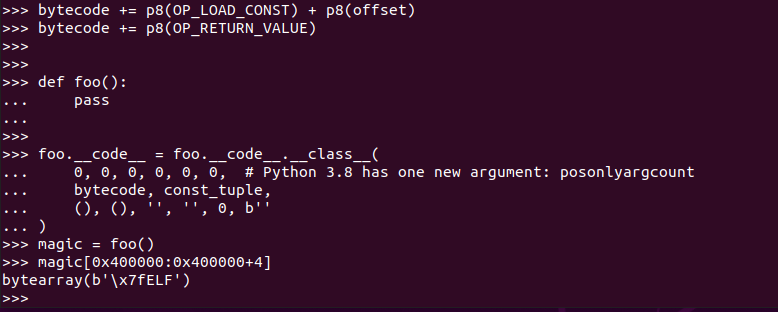 >>> bytecode += p8(OP_LOAD_CONST) + p8(offset)
>>> bytecode += p8(OP_RETURN_VALUE)
>>>
>>>
>>> def foo():
...     pass
...
>>>
>>> foo.__code__ = foo.__code__.__class__(
...     0, 0, 0, 0, 0, 0,  # Python 3.8 has one new argument: posonlyargcount
...     bytecode, const_tuple,
...     (), (), '', '', 0, b''
... )
>>> magic = foo()
>>> magic[0x400000:0x400000+4]
bytearray(b'\x7fELF')
>>>